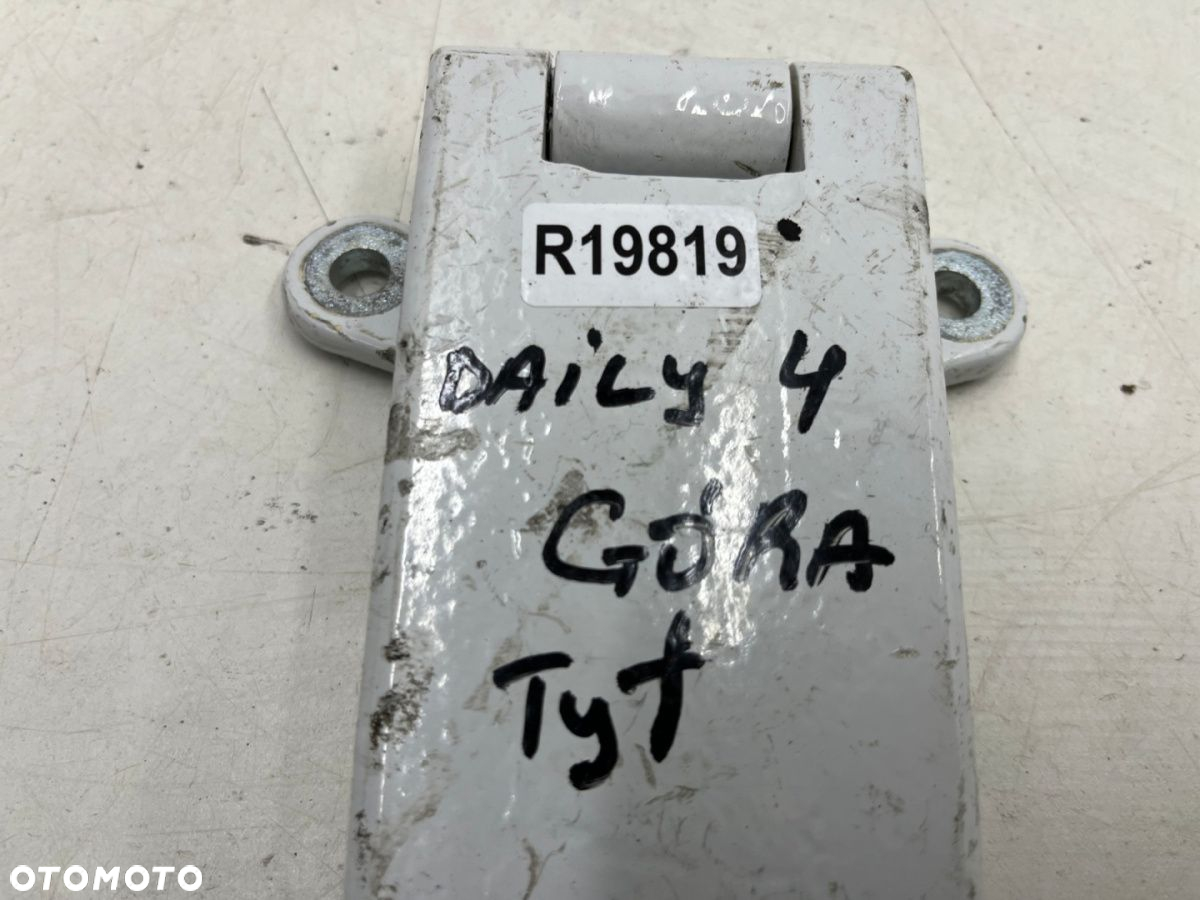 R19819
DAiLy 4
GÓRA
Tył
OTOMOTO